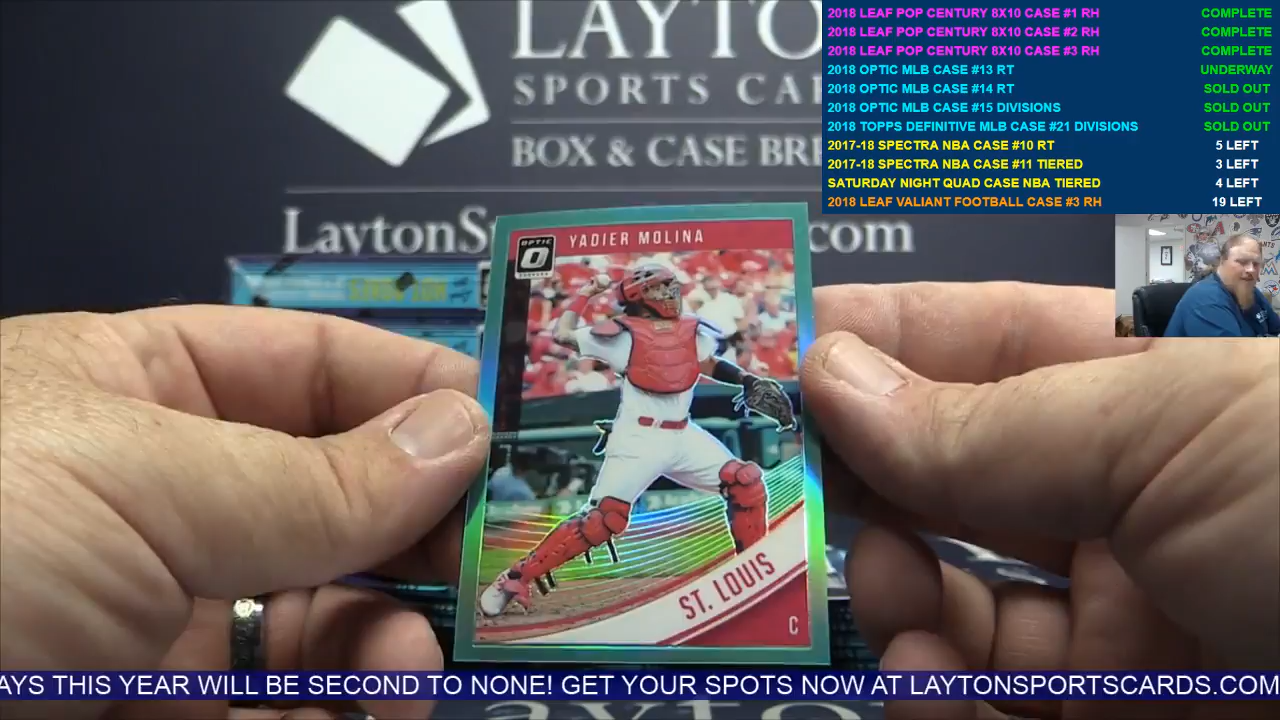 LAYTO
SPORTS CAR
BOX & CASE BRE
LaytonSp
com
2018 LEAF POP CENTURY 8X10 CASE #1 RH COMPLETE
2018 LEAF POP CENTURY 8X10 CASE #2 RH COMPLETE
2018 LEAF POP CENTURY 8X10 CASE #3 RH COMPLETE
2018 OPTIC MLB CASE #13 RT UNDERWAY
2018 OPTIC MLB CASE #14 RT SOLD OUT
2018 OPTIC MLB CASE #15 DIVISIONS SOLD OUT
2018 TOPPS DEFINITIVE MLB CASE #21 DIVISIONS SOLD OUT
2017-18 SPECTRA NBA CASE #10 RT 5 LEFT
2017-18 SPECTRA NBA CASE #11 TIERED 3 LEFT
SATURDAY NIGHT QUAD CASE NBA TIERED 4 LEFT
2018 LEAF VALIANT FOOTBALL CASE #3 RH 19 LEFT
OPTIC
YADIER MOLINA
ST. LOUIS
C
AYS THIS YEAR WILL BE SECOND TO NONE! GET YOUR SPOTS NOW AT LAYTONSPORTSCARDS.COM